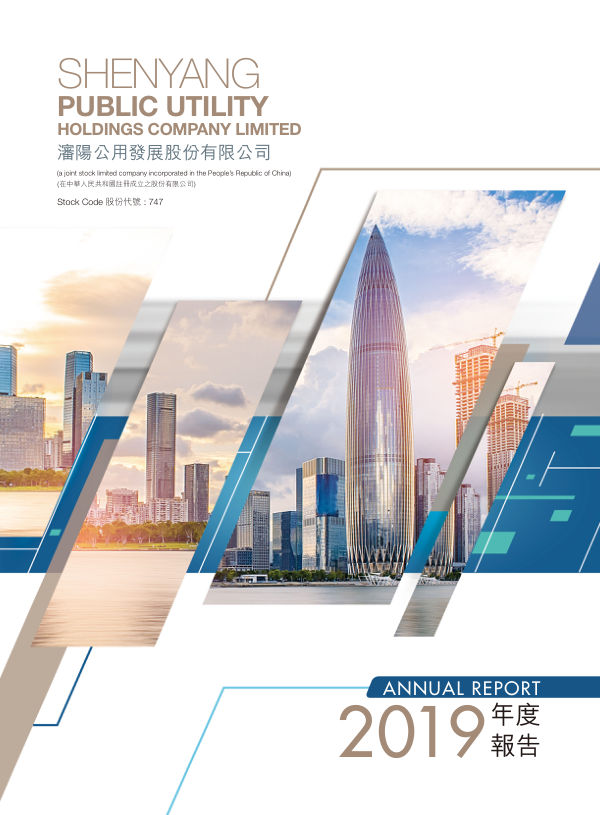 SHENYANG
PUBLIC UTILITY
HOLDINGS COMPANY LIMITED
瀋陽公用發展股份有限公司
(a joint stock limited company incorporated in the People's Republic of China)
(在中華人民共和國註冊成立之股份有限公司)
Stock Code 股份代號 : 747
ANNUAL REPORT
2019 年度
報告